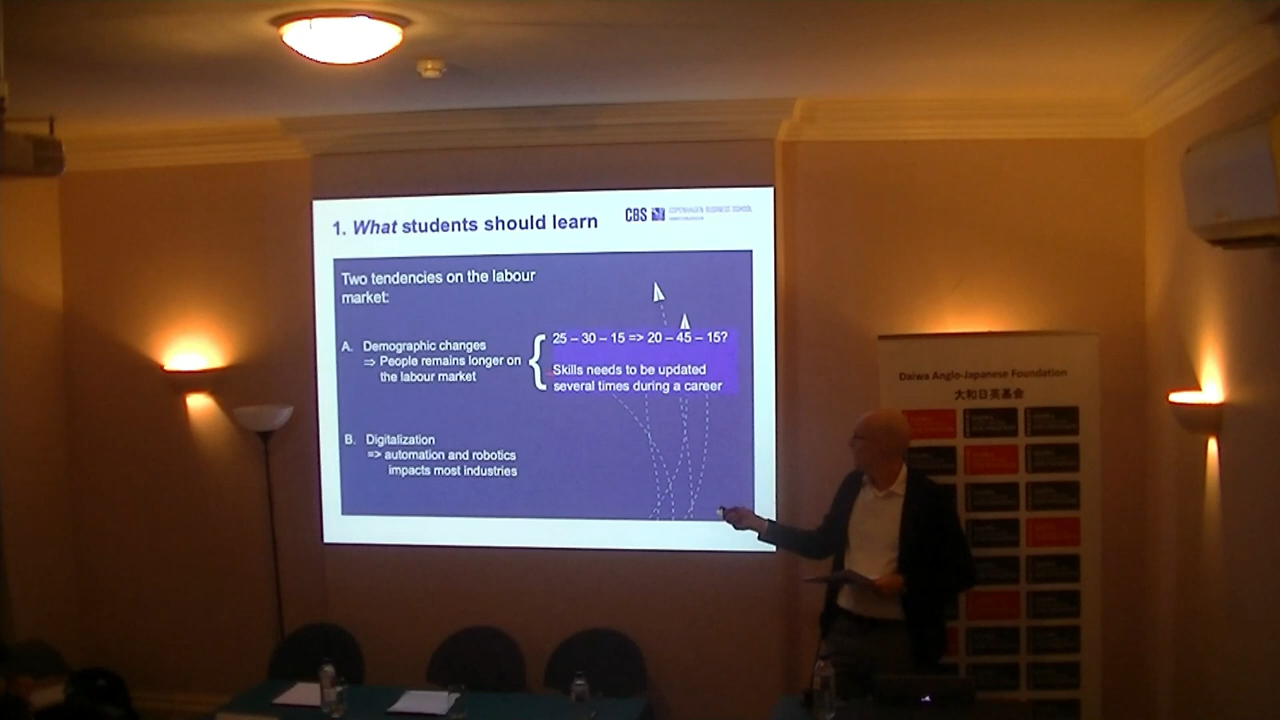 1. What students should learn
CBS COPENHAGEN BUSINESS SCHOOL
Two tendencies on the labour
market:
A. Demographic changes
⇒ People remains longer on
the labour market
25 – 30 – 15 => 20 – 45 – 15?
Skills needs to be updated
several times during a career
B. Digitalization
=> automation and robotics
impacts most industries
Daiwa Anglo-Japanese Foundation
大和日英基金